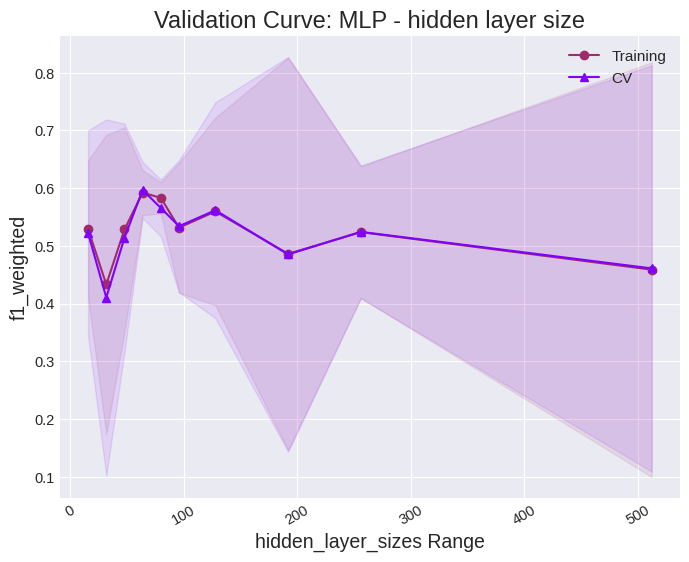 Validation Curve: MLP - hidden layer size
Training
CV
0.8
0.7
0.6
0.5
0.4
0.3
0.2
0.1
f1_weighted
0
100
200
300
400
500
hidden_layer_sizes Range